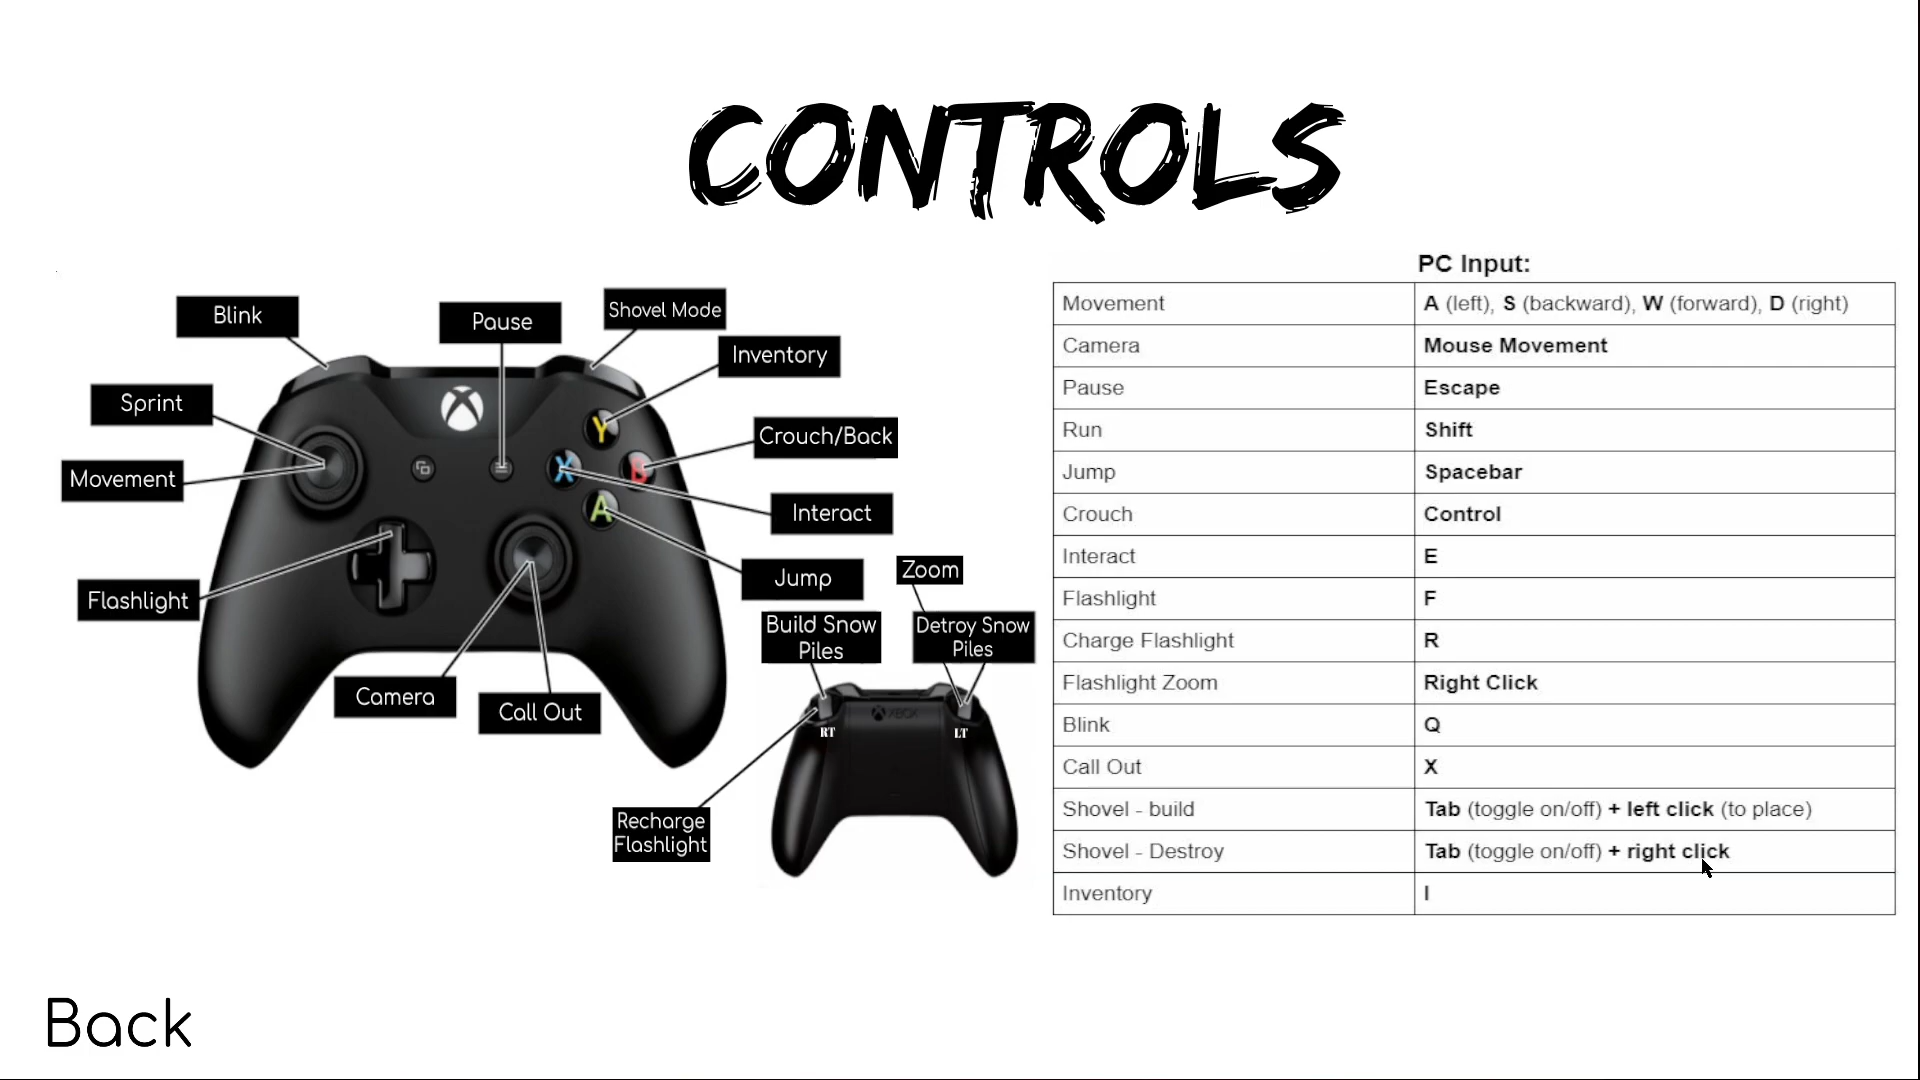 CONTROLS
Blink
Pause
Shovel Mode
Inventory
Sprint
Crouch/Back
Movement
Y
X
B
A
Interact
Flashlight
Jump
Zoom
Build Snow
Piles
Detroy Snow
Piles
Camera
Call Out
XBOX
RT
LT
Recharge
Flashlight
PC Input:
Movement A (left), S (backward), W (forward), D (right)
Camera Mouse Movement
Pause Escape
Run Shift
Jump Spacebar
Crouch Control
Interact E
Flashlight F
Charge Flashlight R
Flashlight Zoom Right Click
Blink Q
Call Out X
Shovel - build Tab (toggle on/off) + left click (to place)
Shovel - Destroy Tab (toggle on/off) + right click
Inventory I
Back